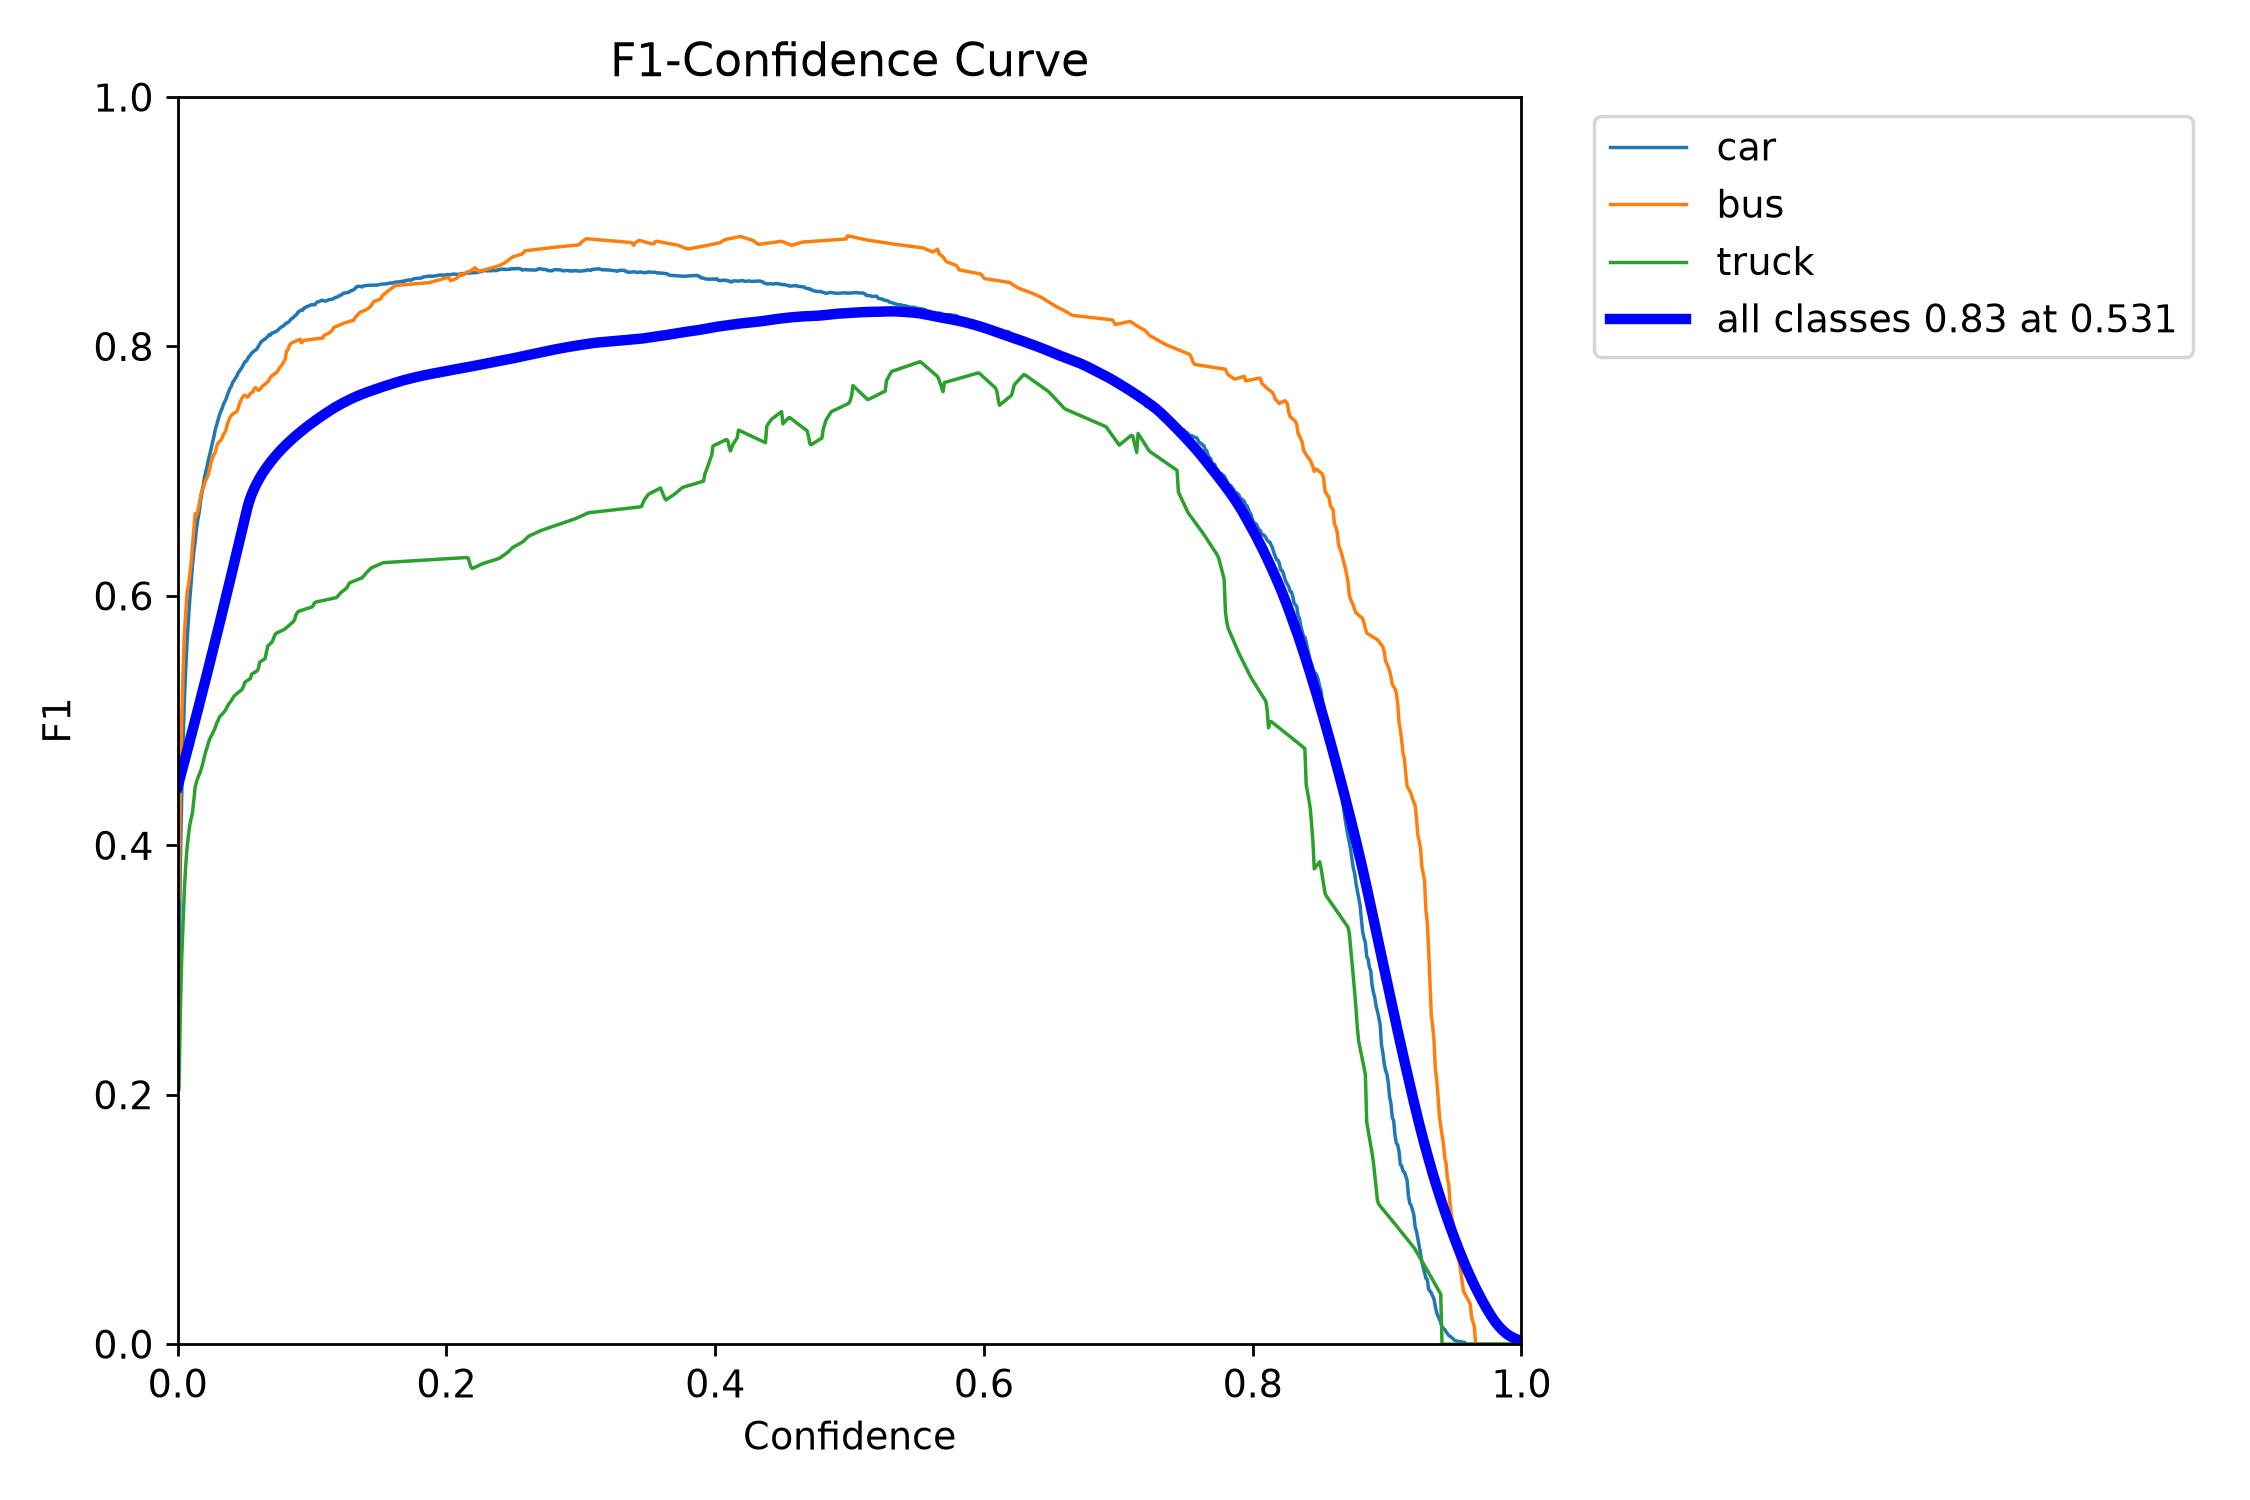 F1-Confidence Curve
1.0
0.8
0.6
0.4
0.2
0.0
F1
0.0 0.2 0.4 0.6 0.8 1.0
Confidence
car
bus
truck
all classes 0.83 at 0.531